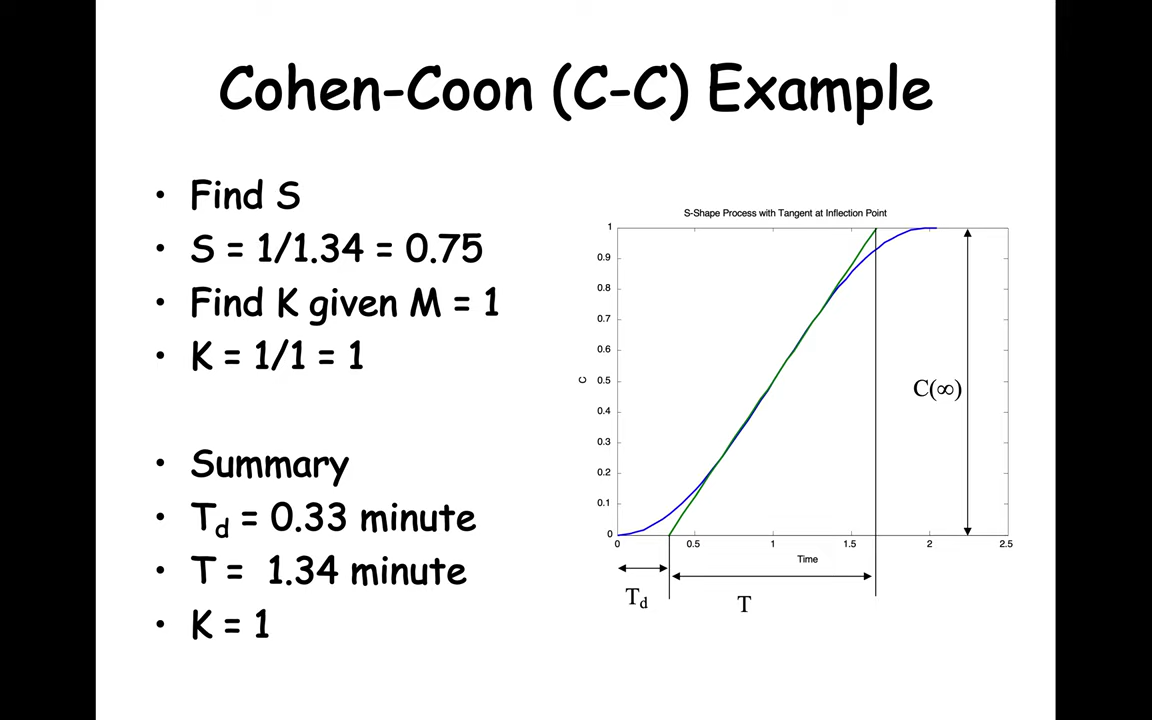 Cohen-Coon (C-C) Example
• Find S
• S = 1/1.34 = 0.75
• Find K given M = 1
• K = 1/1 = 1
• Summary
• Td = 0.33 minute
• T = 1.34 minute
• K = 1
S-Shape Process with Tangent at Inflection Point
1
0.9
0.8
0.7
0.6
0.5
0.4
0.3
0.2
0.1
0
C
C(∞)
0 0.5 1 1.5 2 2.5
Time
Td
T